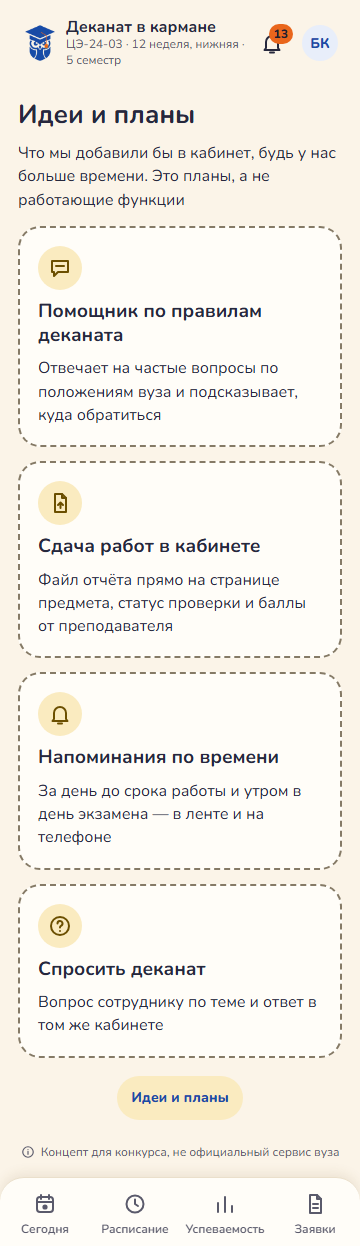 Деканат в кармане
ЦЭ-24-03 · 12 неделя, нижняя ·
5 семестр
13
БК
Идеи и планы
Что мы добавили бы в кабинет, будь у нас
больше времени. Это планы, а не
работающие функции
Помощник по правилам
деканата
Отвечает на частые вопросы по
положениям вуза и подсказывает,
куда обратиться
Сдача работ в кабинете
Файл отчёта прямо на странице
предмета, статус проверки и баллы
от преподавателя
Напоминания по времени
За день до срока работы и утром в
день экзамена — в ленте и на
телефоне
Спросить деканат
Вопрос сотруднику по теме и ответ в
том же кабинете
Идеи и планы
Концепт для конкурса, не официальный сервис вуза
Сегодня
Расписание
Успеваемость
Заявки